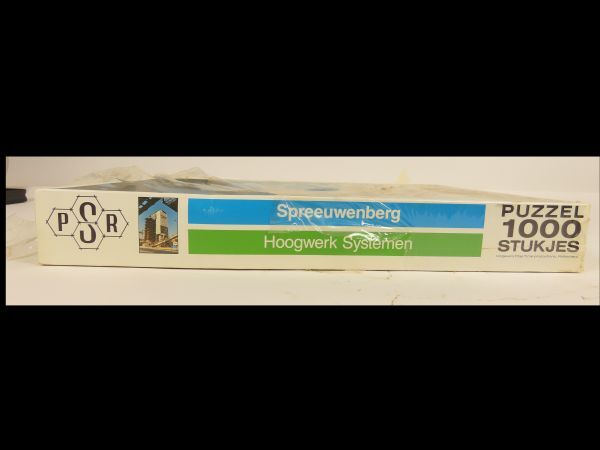 PSR
Spreeuwenberg
Hoogwerk Systemen
PUZZEL
1000
STUKJES